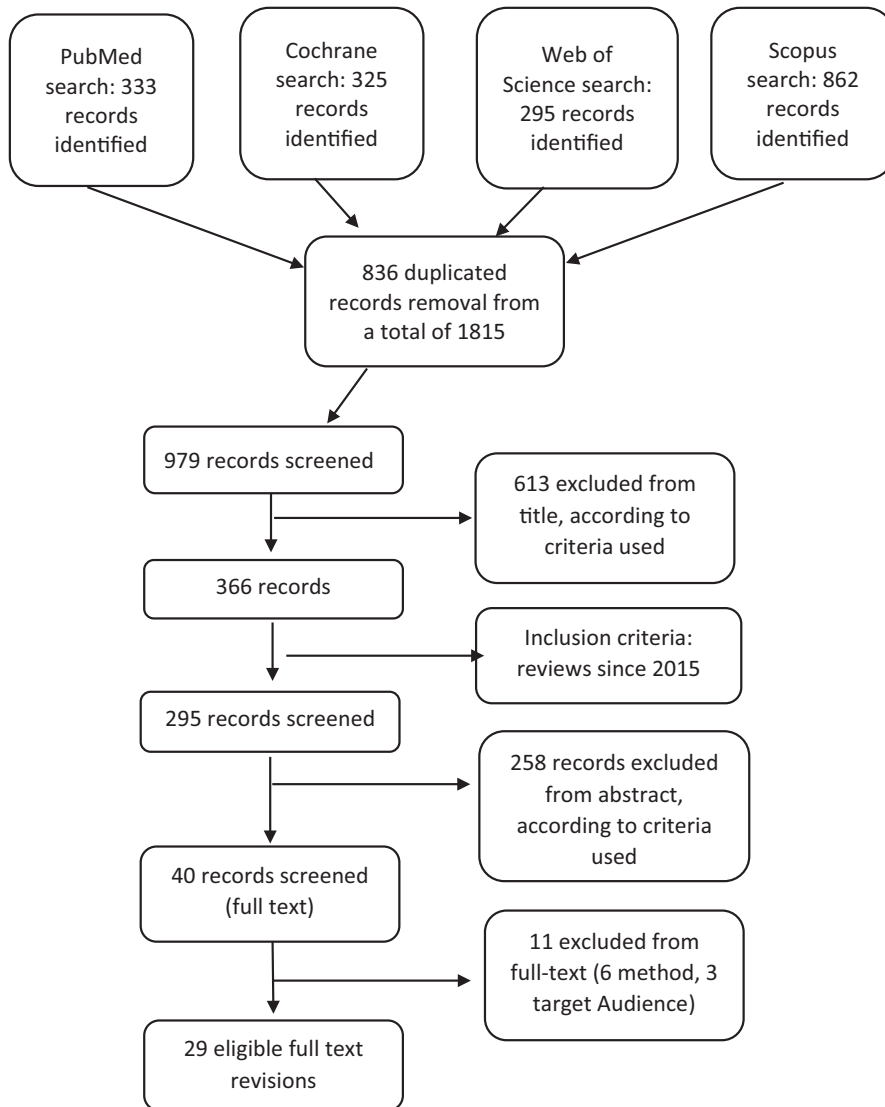 PubMed
search: 333
records
identified
Cochrane
search: 325
records
identified
Web of
Science search:
295 records
identified
Scopus
search: 862
records
identified
836 duplicated
records removal from
a total of 1815
979 records screened
613 excluded from
title, according to
criteria used
366 records
Inclusion criteria:
reviews since 2015
295 records screened
258 records excluded
from abstract,
according to criteria
used
40 records screened
(full text)
11 excluded from
full-text (6 method, 3
target Audience)
29 eligible full text
revisions